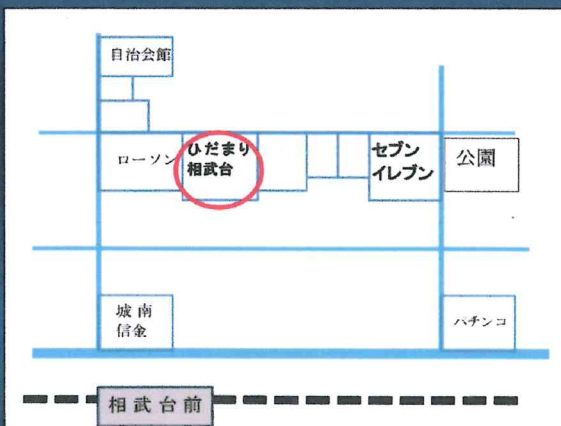 自治会館
ローソン
ひだまり
相武台
セブン
イレブン
公園
城南
信金
パチンコ
相武台前